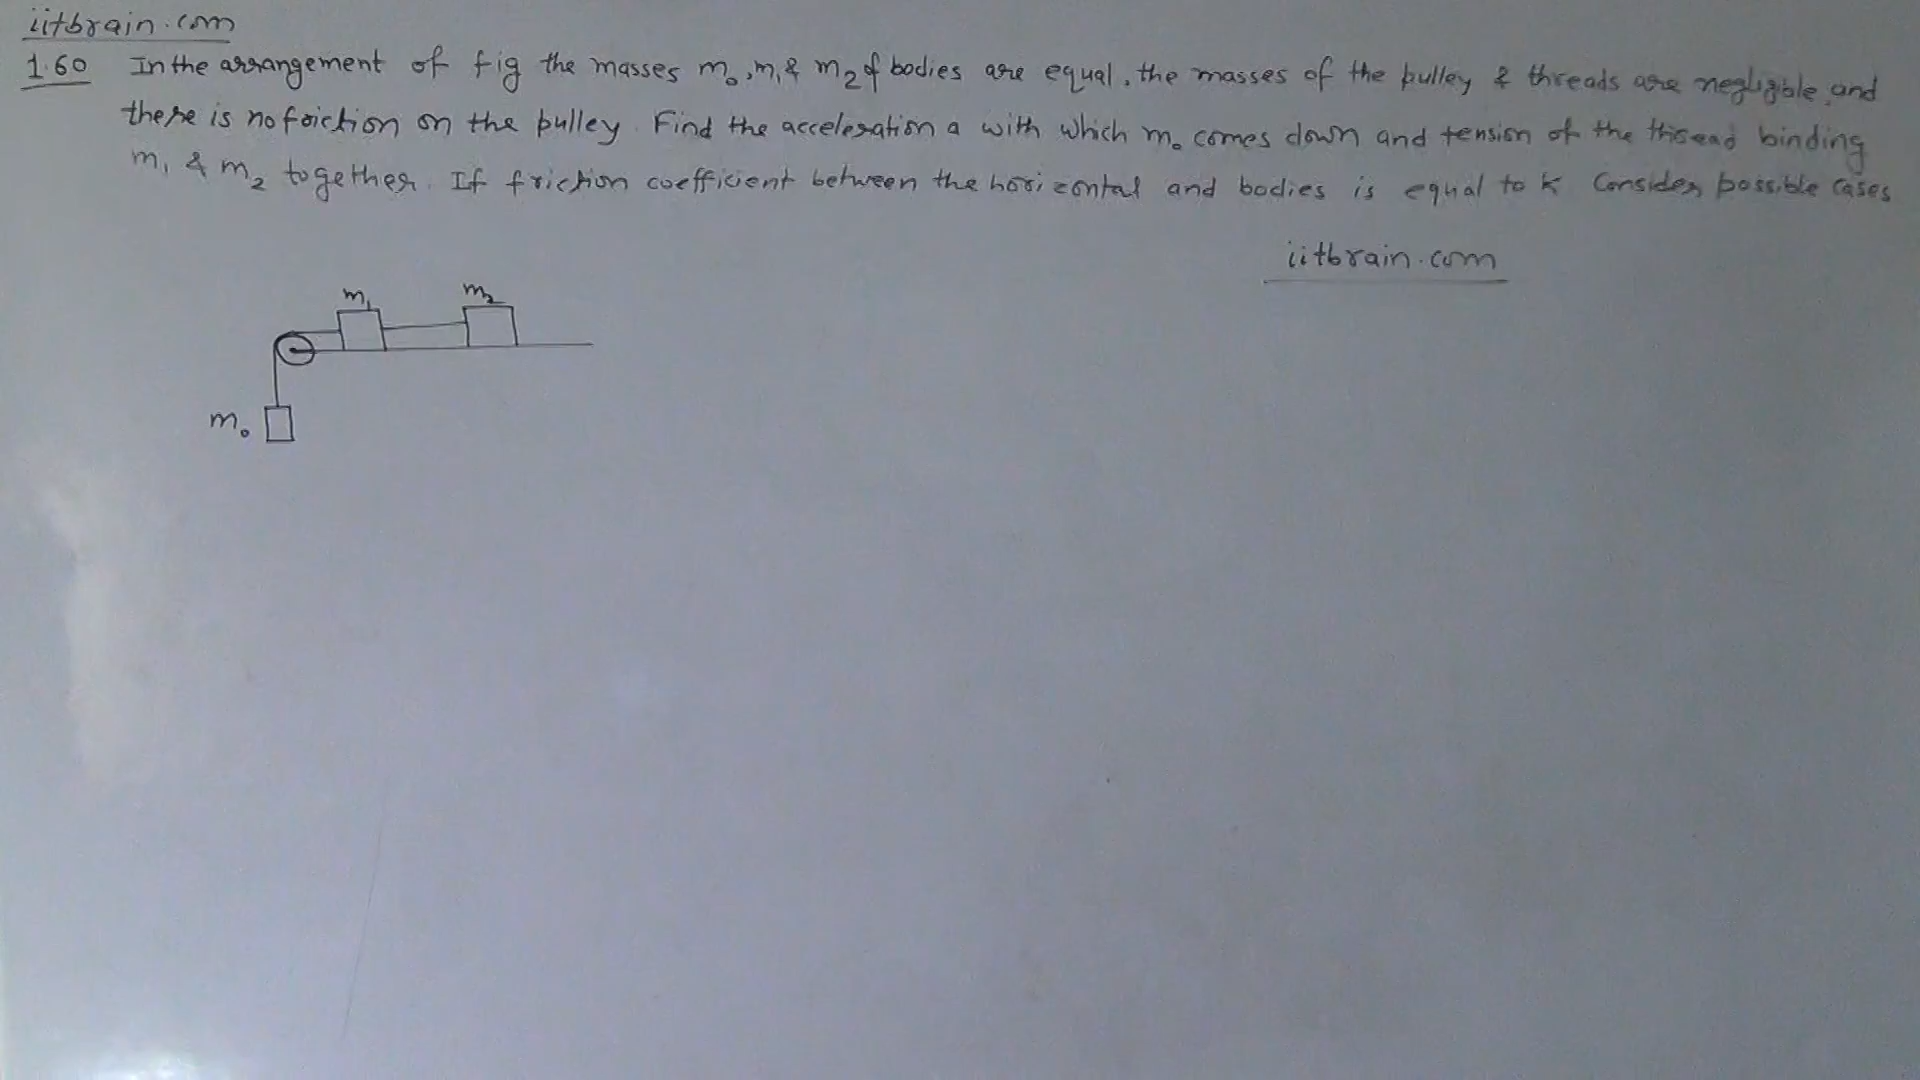 iitbrain.com
1.60 In the arrangement of fig the masses m₀, m₁ & m₂ of bodies are equal, the masses of the pulley & threads are negligible, and
there is no friction on the pulley. Find the acceleration a with which m₀ comes down and tension of the thread binding
m₁ & m₂ together. If friction coefficient between the horizontal and bodies is equal to k Consider possible cases
iitbrain.com
m₁ m₂
m₀